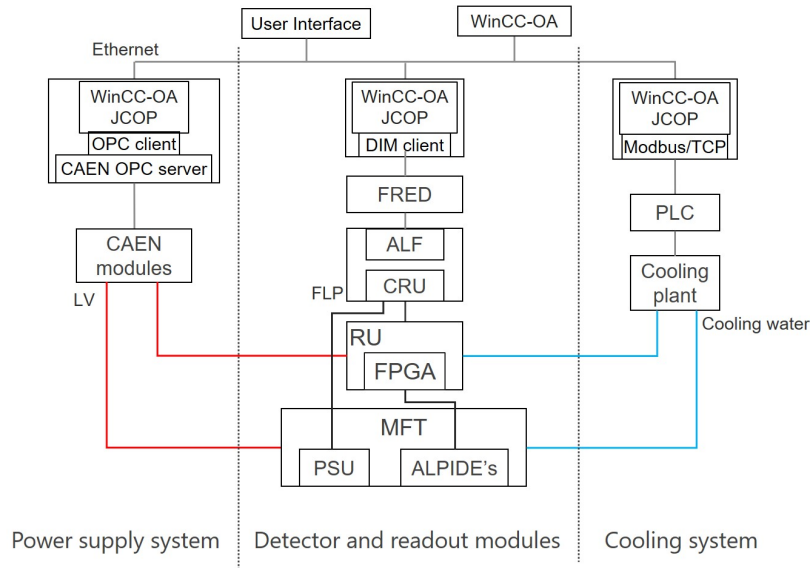 User Interface
WinCC-OA
Ethernet
WinCC-OA
JCOP
OPC client
CAEN OPC server
CAEN
modules
LV
WinCC-OA
JCOP
DIM client
FRED
ALF
CRU
FLP
RU
FPGA
MFT
PSU
ALPIDE's
WinCC-OA
JCOP
Modbus/TCP
PLC
Cooling
plant
Cooling water
Power supply system
Detector and readout modules
Cooling system